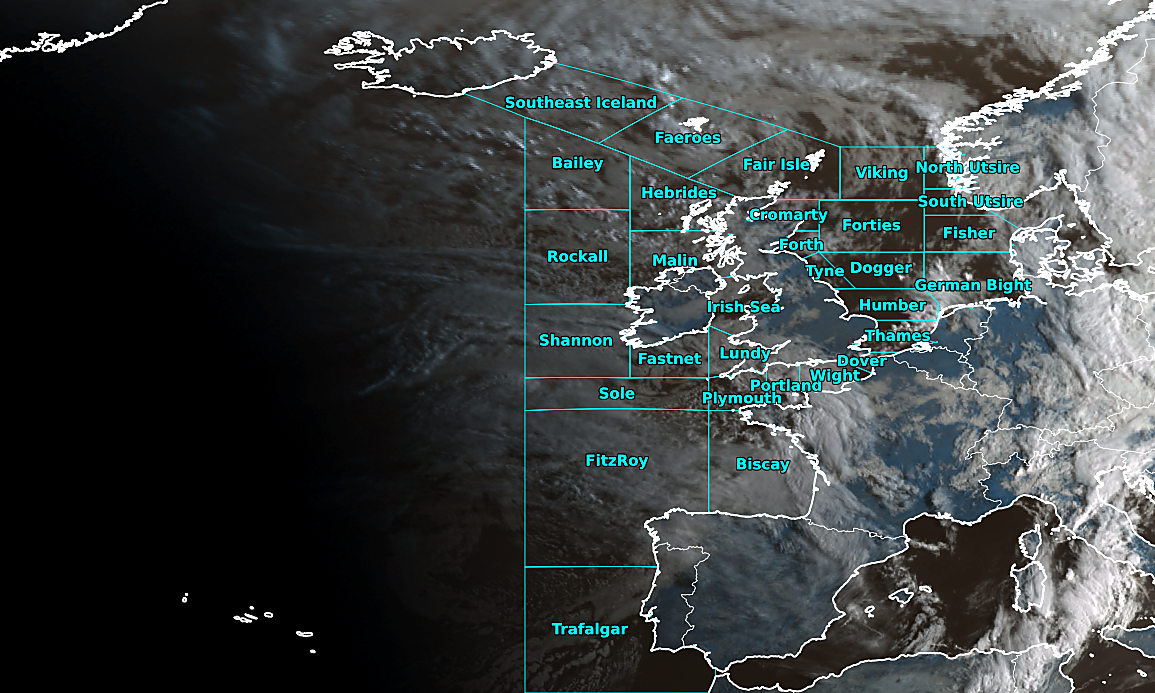 Southeast Iceland
Faeroes
Bailey
Fair Isle
North Utsire
Viking
Hebrides
South Utsire
Cromarty
Forties
Fisher
Forth
Rockall
Malin
Tyne
Dogger
German Bight
Irish Sea
Humber
Thames
Shannon
Lundy
Fastnet
Dover
Wight
Portland
Sole
Plymouth
FitzRoy
Biscay
Trafalgar